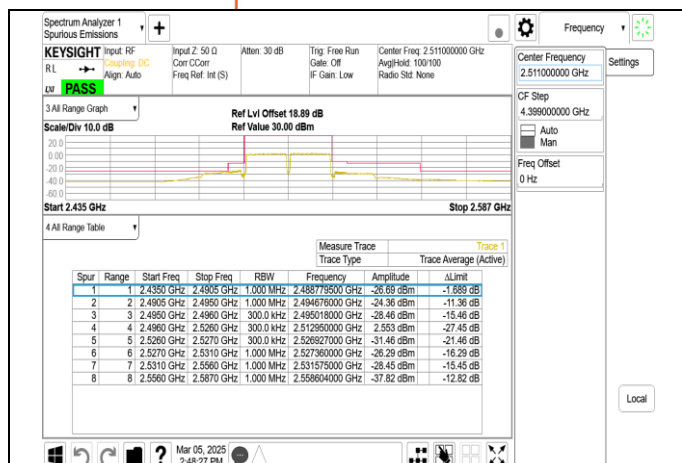 Spectrum Analyzer 1
Spurious Emissions
Frequency
KEYSIGHT Input: RF Input Z: 50 Ω Atten: 30 dB Trig: Free Run Center Freq: 2.511000000 GHz
RL Coupling: DC Corr CCorr Gate: Off Avg|Hold: 100/100
Align: Auto Freq Ref: Int (S) IF Gain: Low Radio Std: None
LXI PASS
Center Frequency
2.511000000 GHz
Settings
CF Step
4.399000000 GHz
Auto
Man
Freq Offset
0 Hz
3 All Range Graph
Ref Lvl Offset 18.89 dB
Scale/Div 10.0 dB Ref Value 30.00 dBm
20.0
0.00
-20.0
-40.0
-60.0
Start 2.435 GHz Stop 2.587 GHz
4 All Range Table
Measure Trace Trace 1
Trace Type Trace Average (Active)
Spur Range Start Freq Stop Freq RBW Frequency Amplitude ΔLimit
1 1 2.4350 GHz 2.4905 GHz 1.000 MHz 2.488779500 GHz -26.69 dBm -1.689 dB
2 2 2.4905 GHz 2.4950 GHz 1.000 MHz 2.494676000 GHz -24.36 dBm -11.36 dB
3 3 2.4950 GHz 2.4960 GHz 300.0 kHz 2.495018000 GHz -28.46 dBm -15.46 dB
4 4 2.4960 GHz 2.5260 GHz 300.0 kHz 2.512950000 GHz 2.553 dBm -27.45 dB
5 5 2.5260 GHz 2.5270 GHz 300.0 kHz 2.526927000 GHz -31.46 dBm -21.46 dB
6 6 2.5270 GHz 2.5310 GHz 1.000 MHz 2.527360000 GHz -26.29 dBm -16.29 dB
7 7 2.5310 GHz 2.5560 GHz 1.000 MHz 2.531575000 GHz -28.45 dBm -15.45 dB
8 8 2.5560 GHz 2.5870 GHz 1.000 MHz 2.558604000 GHz -37.82 dBm -12.82 dB
Local
? Mar 05, 2025
2:48:27 PM